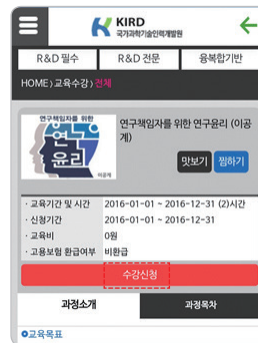 KIRD
국가과학기술인력개발원
R&D 필수
R&D 전문
융복합기반
HOME〉교육수강〉전체
연구책임자를 위한
연구
윤리
이공계
연구책임자를 위한 연구윤리 (이공
계)
맛보기
찜하기
· 교육기간 및 시간 2016-01-01 ~ 2016-12-31 (2)시간
· 신청기간 2016-01-01 ~ 2016-12-31
· 교육비 0원
· 고용보험 환급여부 비환급
수강신청
과정소개
과정목차
교육목표